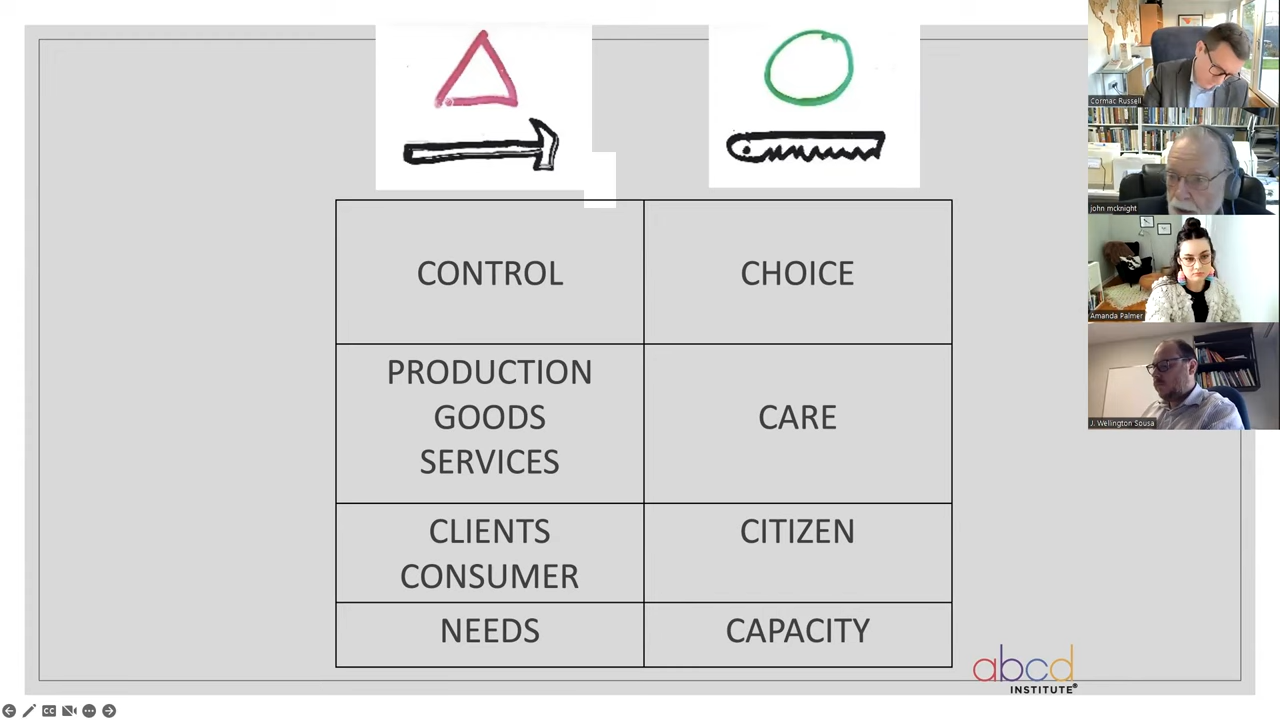 CONTROL
CHOICE
PRODUCTION
GOODS
SERVICES
CARE
CLIENTS
CONSUMER
CITIZEN
NEEDS
CAPACITY
abcd
INSTITUTE®
Cormac Russell
john mcknight
Amanda Palmer
J. Wellington Sousa
CC